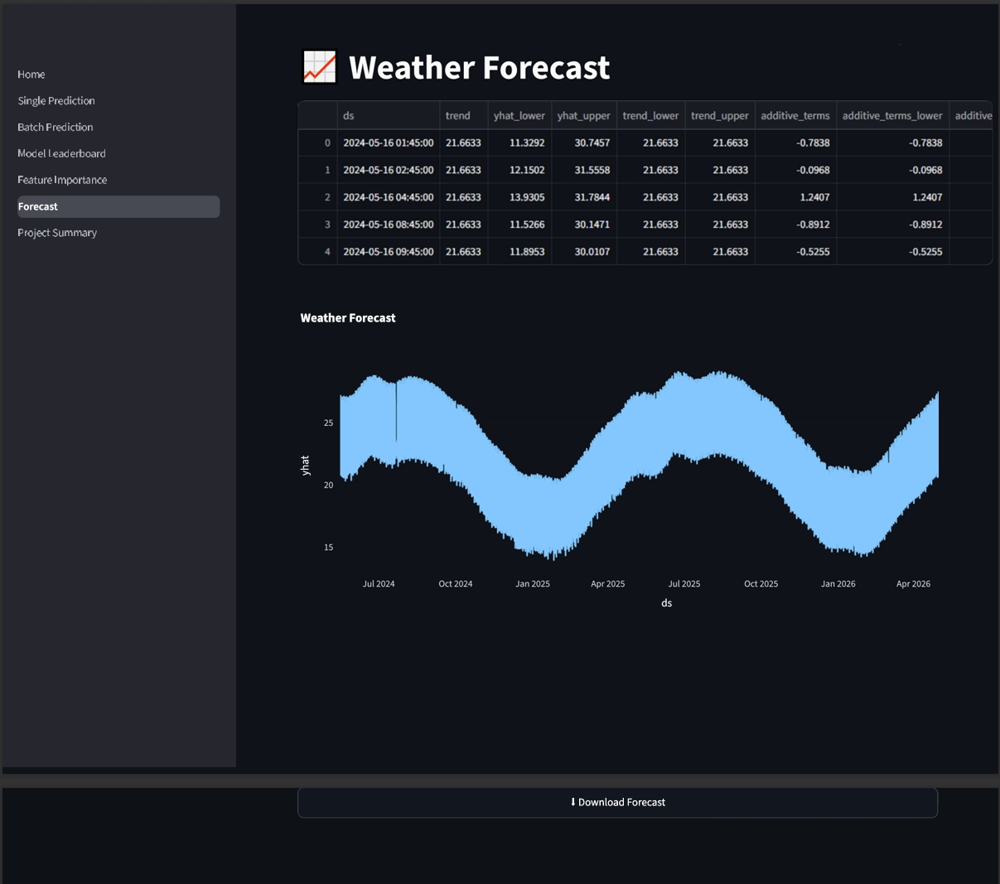 Home
Single Prediction
Batch Prediction
Model Leaderboard
Feature Importance
Forecast
Project Summary
Weather Forecast
ds trend yhat_lower yhat_upper trend_lower trend_upper additive_terms additive_terms_lower additive
0 2024-05-16 01:45:00 21.6633 11.3292 30.7457 21.6633 21.6633 -0.7838 -0.7838
1 2024-05-16 02:45:00 21.6633 12.1502 31.5558 21.6633 21.6633 -0.0968 -0.0968
2 2024-05-16 04:45:00 21.6633 13.9305 31.7844 21.6633 21.6633 1.2407 1.2407
3 2024-05-16 08:45:00 21.6633 11.5266 30.1471 21.6633 21.6633 -0.8912 -0.8912
4 2024-05-16 09:45:00 21.6633 11.8953 30.0107 21.6633 21.6633 -0.5255 -0.5255
Weather Forecast
25
20
15
yhat
Jul 2024 Oct 2024 Jan 2025 Apr 2025 Jul 2025 Oct 2025 Jan 2026 Apr 2026
ds
⬇ Download Forecast